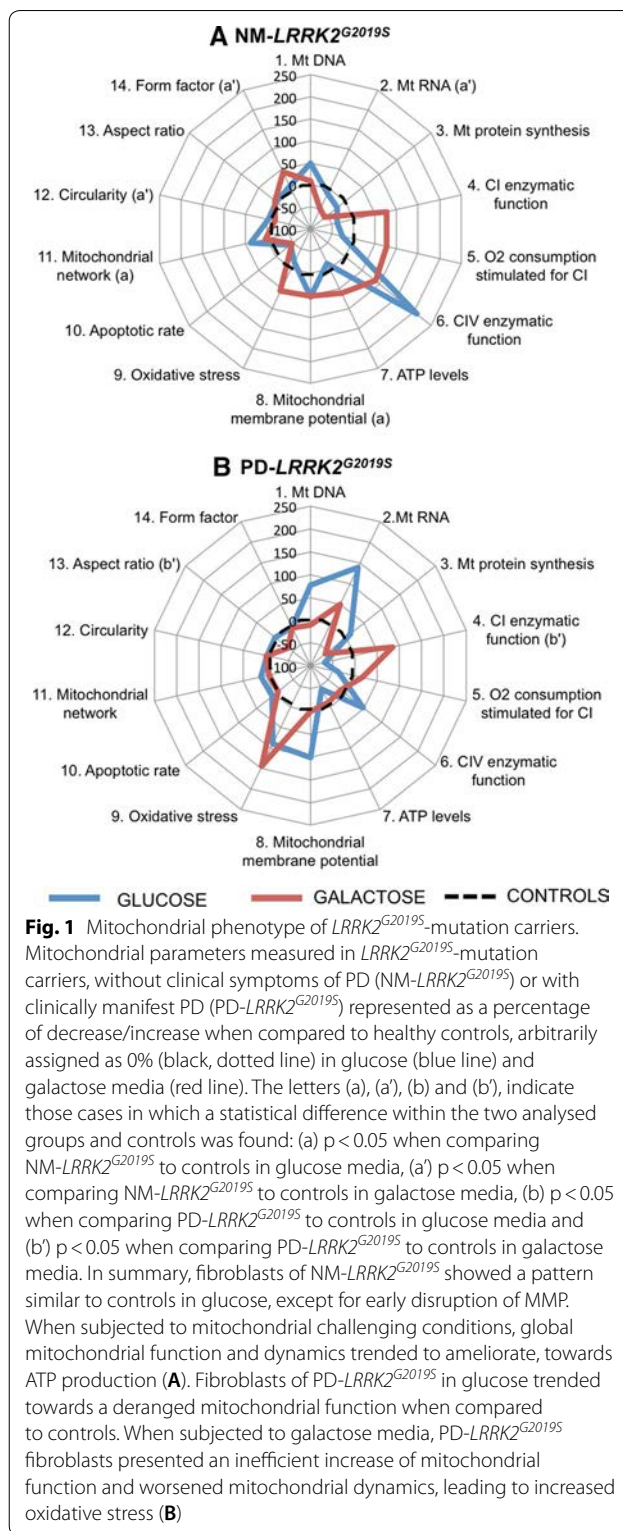 A NM-LRRK2G2019S
1. Mt DNA
14. Form factor (a')
2. Mt RNA (a')
13. Aspect ratio
3. Mt protein synthesis
12. Circularity (a')
4. CI enzymatic
function
11. Mitochondrial
network (a)
5. O2 consumption
stimulated for CI
10. Apoptotic rate
6. CIV enzymatic
function
9. Oxidative stress
7. ATP levels
8. Mitochondrial
membrane potential (a)
250
200
150
100
50
0
-50
100
B PD-LRRK2G2019S
1. Mt DNA
14. Form factor
2.Mt RNA
13. Aspect ratio (b')
3. Mt protein synthesis
12. Circularity
4. CI enzymatic
function (b')
11. Mitochondrial
network
5. O2 consumption
stimulated for CI
10. Apoptotic rate
6. CIV enzymatic
function
9. Oxidative stress
7. ATP levels
8. Mitochondrial
membrane potential
250
200
150
100
50
0
-50
100
GLUCOSE GALACTOSE CONTROLS
Fig. 1 Mitochondrial phenotype of LRRK2G2019S-mutation carriers.
Mitochondrial parameters measured in LRRK2G2019S-mutation
carriers, without clinical symptoms of PD (NM-LRRK2G2019S) or with
clinically manifest PD (PD-LRRK2G2019S) represented as a percentage
of decrease/increase when compared to healthy controls, arbitrarily
assigned as 0% (black, dotted line) in glucose (blue line) and
galactose media (red line). The letters (a), (a'), (b) and (b'), indicate
those cases in which a statistical difference within the two analysed
groups and controls was found: (a) p < 0.05 when comparing
NM-LRRK2G2019S to controls in glucose media, (a') p < 0.05 when
comparing NM-LRRK2G2019S to controls in galactose media, (b) p < 0.05
when comparing PD-LRRK2G2019S to controls in glucose media and
(b') p < 0.05 when comparing PD-LRRK2G2019S to controls in galactose
media. In summary, fibroblasts of NM-LRRK2G2019S showed a pattern
similar to controls in glucose, except for early disruption of MMP.
When subjected to mitochondrial challenging conditions, global
mitochondrial function and dynamics trended to ameliorate, towards
ATP production (A). Fibroblasts of PD-LRRK2G2019S in glucose trended
towards a deranged mitochondrial function when compared
to controls. When subjected to galactose media, PD-LRRK2G2019S
fibroblasts presented an inefficient increase of mitochondrial
function and worsened mitochondrial dynamics, leading to increased
oxidative stress (B)